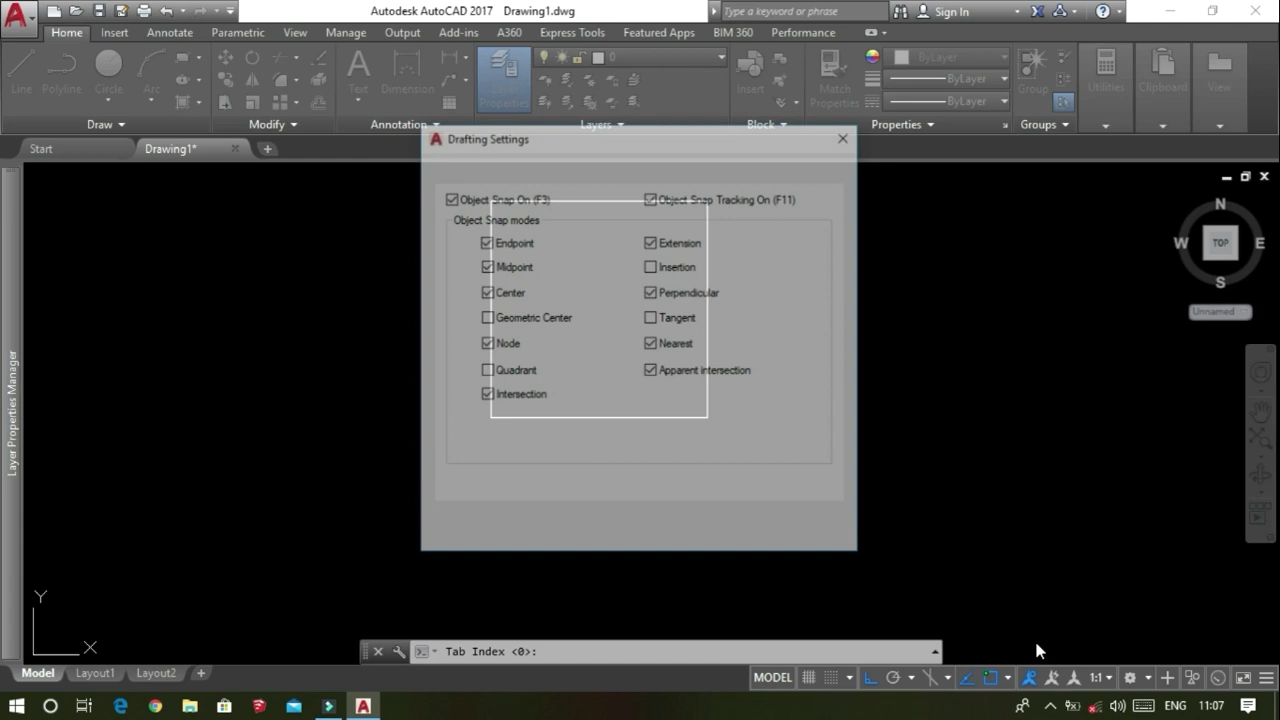 Autodesk AutoCAD 2017 Drawing1.dwg Type a keyword or phrase Sign In
Home Insert Annotate Parametric View Manage Output Add-ins A360 Express Tools Featured Apps BIM 360 Performance
0 ByLayer
Line Polyline Circle Arc Text Dimension Layer Properties Insert Match Properties ByLayer Group Utilities Clipboard View
ByLayer
Draw Modify Annotation Layers Block Properties Groups
Start Drawing1*
Drafting Settings
Object Snap On (F3) Object Snap Tracking On (F11)
Object Snap modes
Endpoint Extension
Midpoint Insertion
Center Perpendicular
Geometric Center Tangent
Node Nearest
Quadrant Apparent intersection
Intersection
N
W TOP E
S
Unnamed
Layer Properties Manager
Y
X
Tab Index <0>:
Model Layout1 Layout2 MODEL 1:1
ENG 11:07